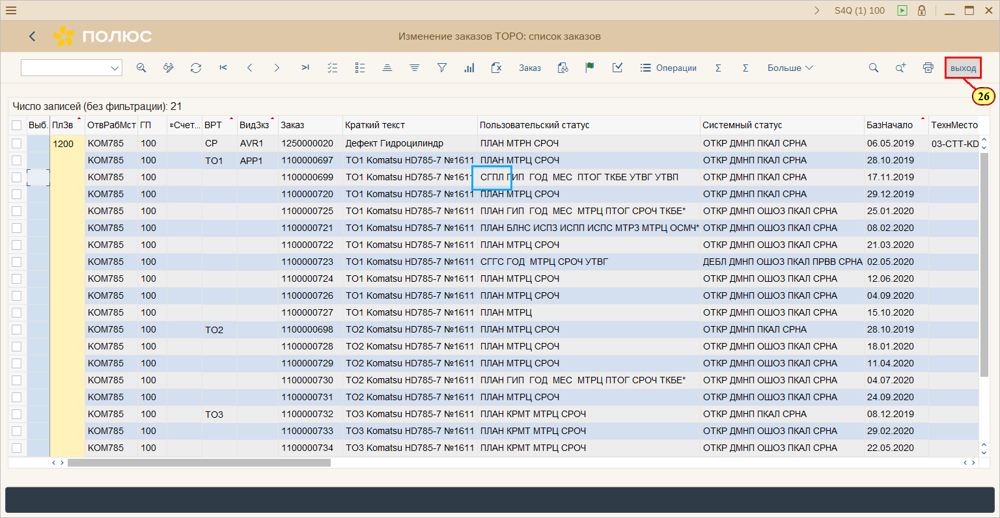 S4Q (1) 100
ПОЛЮС
Изменение заказов ТОРО: список заказов
Заказ Операции Больше выход
26
Число записей (без фильтрации): 21
Выб. ПлЗв ОтвРабМст ГП Счет... ВРТ ВидЗкз Заказ Краткий текст Пользовательский статус Системный статус БазНачало ТехнМесто
1200 KOM785 100 СР AVR1 1250000020 Дефект Гидроцилиндр ПЛАН МТРН СРОЧ ОТКР ДМНП ПКАЛ СРНА 06.05.2019 03-СТТ-KD
KOM785 100 ТО1 APP1 1100000697 ТО1 Komatsu HD785-7 №1611 ПЛАН МТРЦ СРОЧ ОТКР ДМНП ПКАЛ СРНА 28.10.2019
KOM785 100 1100000699 ТО1 Komatsu HD785-7 №1611 СГПЛ ГИП ГОД МЕС ПТОГ ТКБЕ УТВГ УТВП ОТКР ДМНП ПКАЛ СРНА 17.11.2019
KOM785 100 1100000720 ТО1 Komatsu HD785-7 №1611 ПЛАН МТРЦ СРОЧ ОТКР ДМНП ПКАЛ СРНА 29.12.2019
KOM785 100 1100000725 ТО1 Komatsu HD785-7 №1611 ПЛАН ГИП ГОД МЕС МТРЦ ПТОГ СРОЧ ТКБЕ* ОТКР ДМНП ОШОЗ ПКАЛ СРНА 25.01.2020
KOM785 100 1100000721 ТО1 Komatsu HD785-7 №1611 ПЛАН БЛНС ИСПЗ ИСПП ИСПС МТРЗ МТРЦ ОСМЧ* ОТКР ДМНП ОШОЗ ПКАЛ СРНА 08.02.2020
KOM785 100 1100000722 ТО1 Komatsu HD785-7 №1611 ПЛАН МТРЦ СРОЧ ОТКР ДМНП ОШОЗ ПКАЛ СРНА 21.03.2020
KOM785 100 1100000723 ТО1 Komatsu HD785-7 №1611 СГГС ГОД МТРЦ СРОЧ УТВГ ДЕБЛ ДМНП ОШОЗ ПКАЛ ПРВВ СРНА 02.05.2020
KOM785 100 1100000724 ТО1 Komatsu HD785-7 №1611 ПЛАН МТРЦ СРОЧ ОТКР ДМНП ОШОЗ ПКАЛ СРНА 12.06.2020
KOM785 100 1100000726 ТО1 Komatsu HD785-7 №1611 ПЛАН МТРЦ СРОЧ ОТКР ДМНП ОШОЗ ПКАЛ СРНА 04.09.2020
KOM785 100 1100000727 ТО1 Komatsu HD785-7 №1611 ПЛАН МТРЦ ОТКР ДМНП ОШОЗ ПКАЛ СРНА 15.10.2020
KOM785 100 ТО2 1100000698 ТО2 Komatsu HD785-7 №1611 ПЛАН МТРЦ СРОЧ ОТКР ДМНП ПКАЛ СРНА 28.10.2019
KOM785 100 1100000728 ТО2 Komatsu HD785-7 №1611 ПЛАН МТРЦ СРОЧ ОТКР ДМНП ОШОЗ ПКАЛ СРНА 18.01.2020
KOM785 100 1100000729 ТО2 Komatsu HD785-7 №1611 ПЛАН МТРЦ СРОЧ ОТКР ДМНП ОШОЗ ПКАЛ СРНА 11.04.2020
KOM785 100 1100000730 ТО2 Komatsu HD785-7 №1611 ПЛАН ГИП ГОД МЕС МТРЦ ПТОГ СРОЧ ТКБЕ* ОТКР ДМНП ОШОЗ ПКАЛ СРНА 04.07.2020
KOM785 100 1100000731 ТО2 Komatsu HD785-7 №1611 ПЛАН МТРЦ СРОЧ ОТКР ДМНП ОШОЗ ПКАЛ СРНА 24.09.2020
KOM785 100 ТО3 1100000732 ТО3 Komatsu HD785-7 №1611 ПЛАН КРМТ МТРЦ СРОЧ ОТКР ДМНП ПКАЛ СРНА 08.12.2019
KOM785 100 1100000733 ТО3 Komatsu HD785-7 №1611 ПЛАН КРМТ МТРЦ СРОЧ ОТКР ДМНП ОШОЗ ПКАЛ СРНА 29.02.2020
KOM785 100 1100000734 ТО3 Komatsu HD785-7 №1611 ПЛАН КРМТ МТРЦ СРОЧ ОТКР ДМНП ОШОЗ ПКАЛ СРНА 22.05.2020